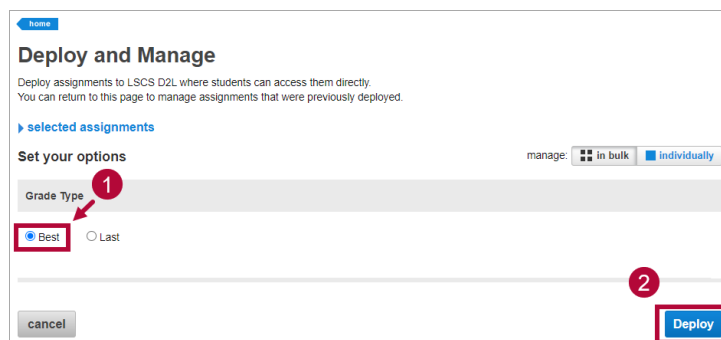 home
Deploy and Manage
Deploy assignments to LSCS D2L where students can access them directly.
You can return to this page to manage assignments that were previously deployed.
selected assignments
Set your options
manage: in bulk individually
Grade Type
1
Best Last
2
cancel Deploy